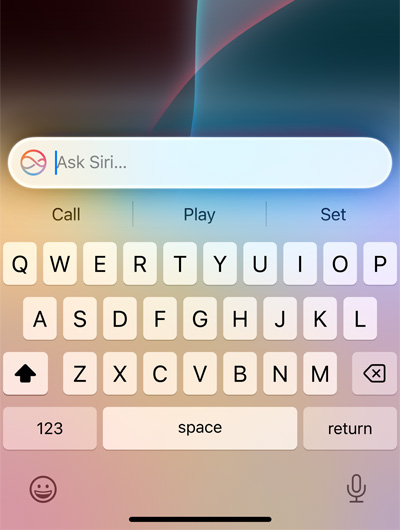 Ask Siri...
Call Play Set
Q W E R T Y U I O P
A S D F G H J K L
Z X C V B N M
123 space return